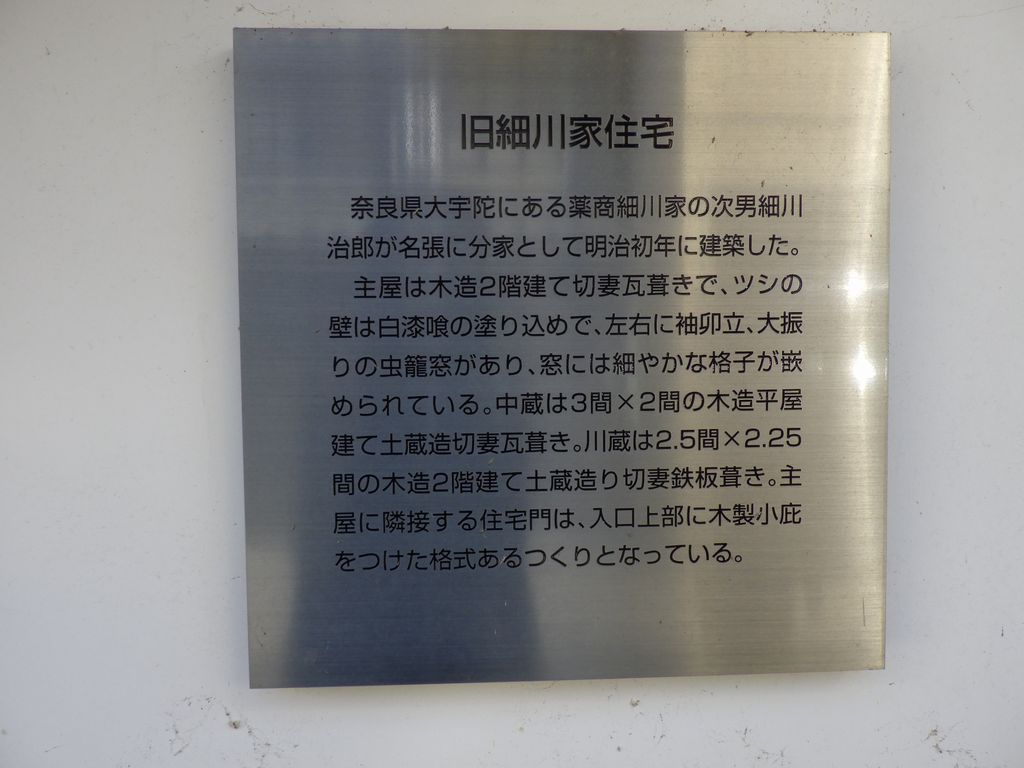 旧細川家住宅
奈良県大宇陀にある薬商細川家の次男細川
治郎が名張に分家として明治初年に建築した。
主屋は木造2階建て切妻瓦葺きで、ツシの
壁は白漆喰の塗り込めで、左右に袖卯立、大振
りの虫籠窓があり、窓には細やかな格子が嵌
められている。中蔵は3間×2間の木造平屋
建て土蔵造切妻瓦葺き。川蔵は2.5間×2.25
間の木造2階建て土蔵造り切妻鉄板葺き。主
屋に隣接する住宅門は、入口上部に木製小庇
をつけた格式あるつくりとなっている。